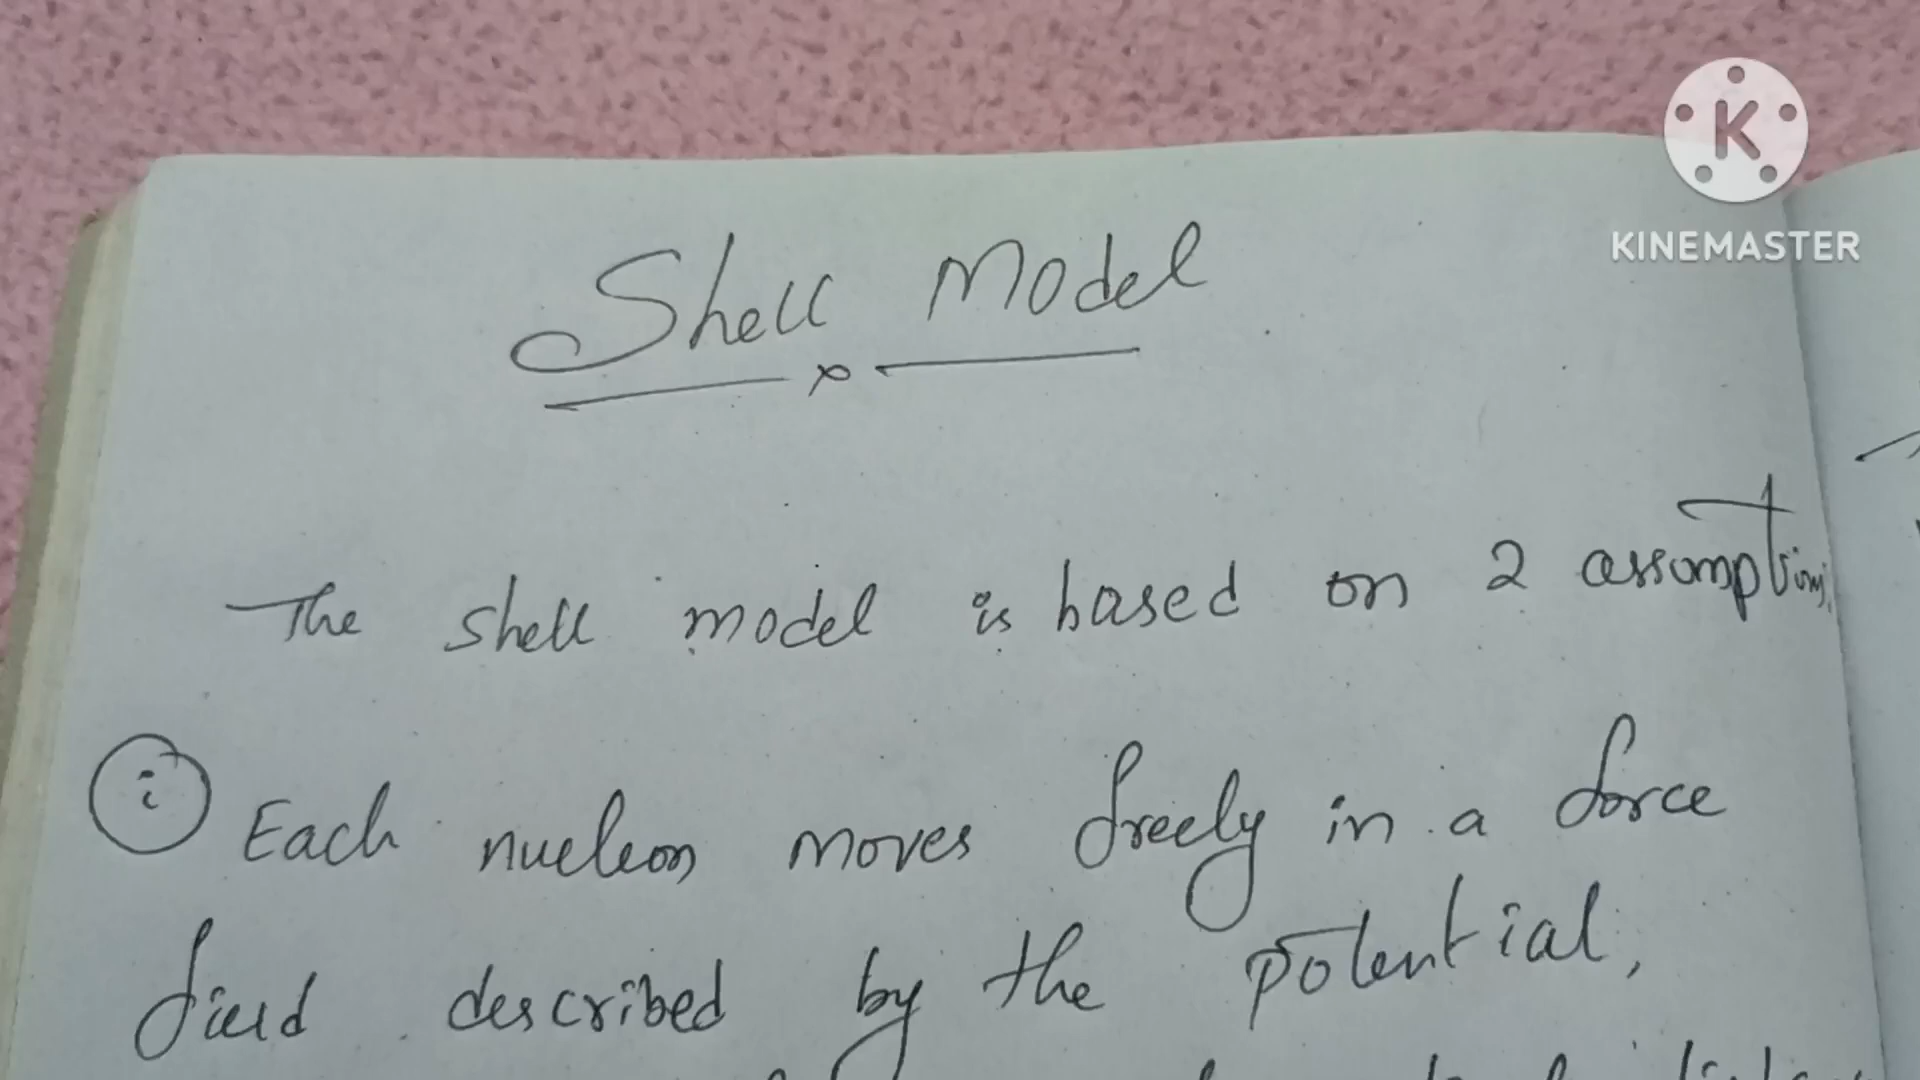 K
KINEMASTER
Shell Model
x
The shell model is based on 2 assumptions
(i) Each nucleon moves freely in a force
field described by the potential,